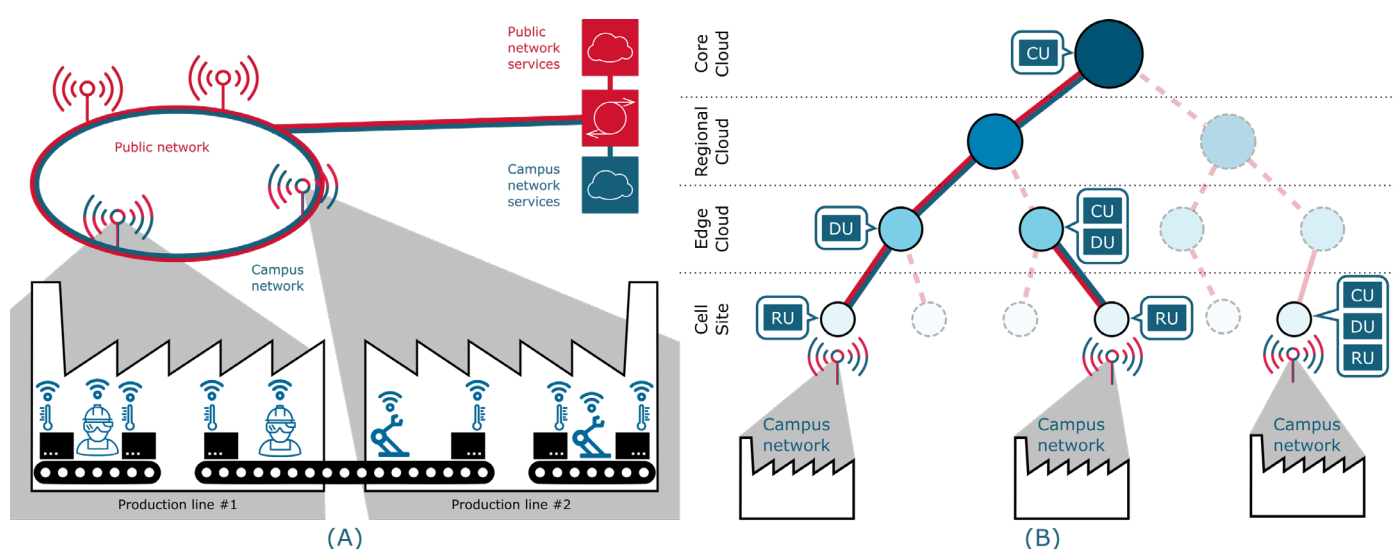 Public
network
services
Public network
Campus
network
services
Campus
network
Production line #1
Production line #2
(A)
Core
Cloud
CU
Regional
Cloud
Edge
Cloud
DU
CU
DU
Cell
Site
RU
RU
CU
DU
RU
Campus
network
Campus
network
Campus
network
(B)